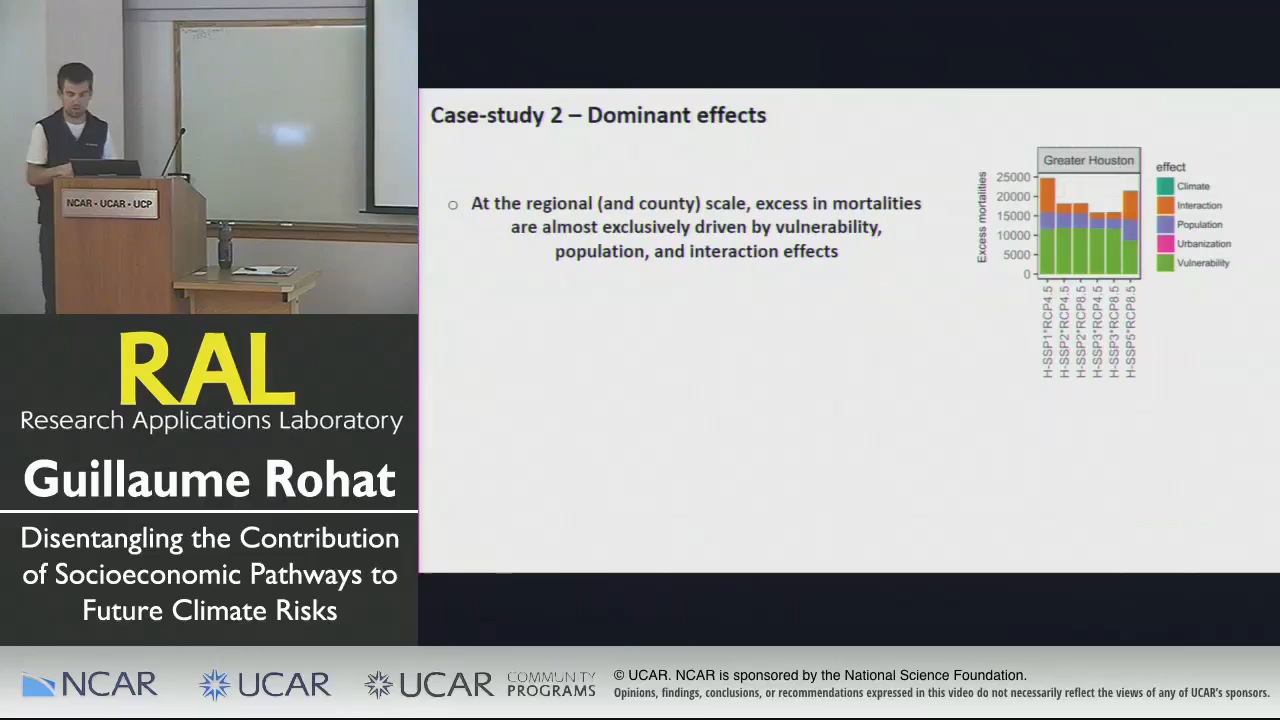 NCAR • UCAR • UCP
RAL
Research Applications Laboratory
Guillaume Rohat
Disentangling the Contribution
of Socioeconomic Pathways to
Future Climate Risks
Case-study 2 – Dominant effects
○ At the regional (and county) scale, excess in mortalities
are almost exclusively driven by vulnerability,
population, and interaction effects
Greater Houston
Excess mortalities
25000
20000
15000
10000
5000
0
H-SSP1*RCP4.5
H-SSP2*RCP4.5
H-SSP2*RCP8.5
H-SSP3*RCP4.5
H-SSP3*RCP8.5
H-SSP5*RCP8.5
effect
Climate
Interaction
Population
Urbanization
Vulnerability
NCAR
UCAR
UCAR
COMMUNITY
PROGRAMS
© UCAR. NCAR is sponsored by the National Science Foundation.
Opinions, findings, conclusions, or recommendations expressed in this video do not necessarily reflect the views of any of UCAR's sponsors.